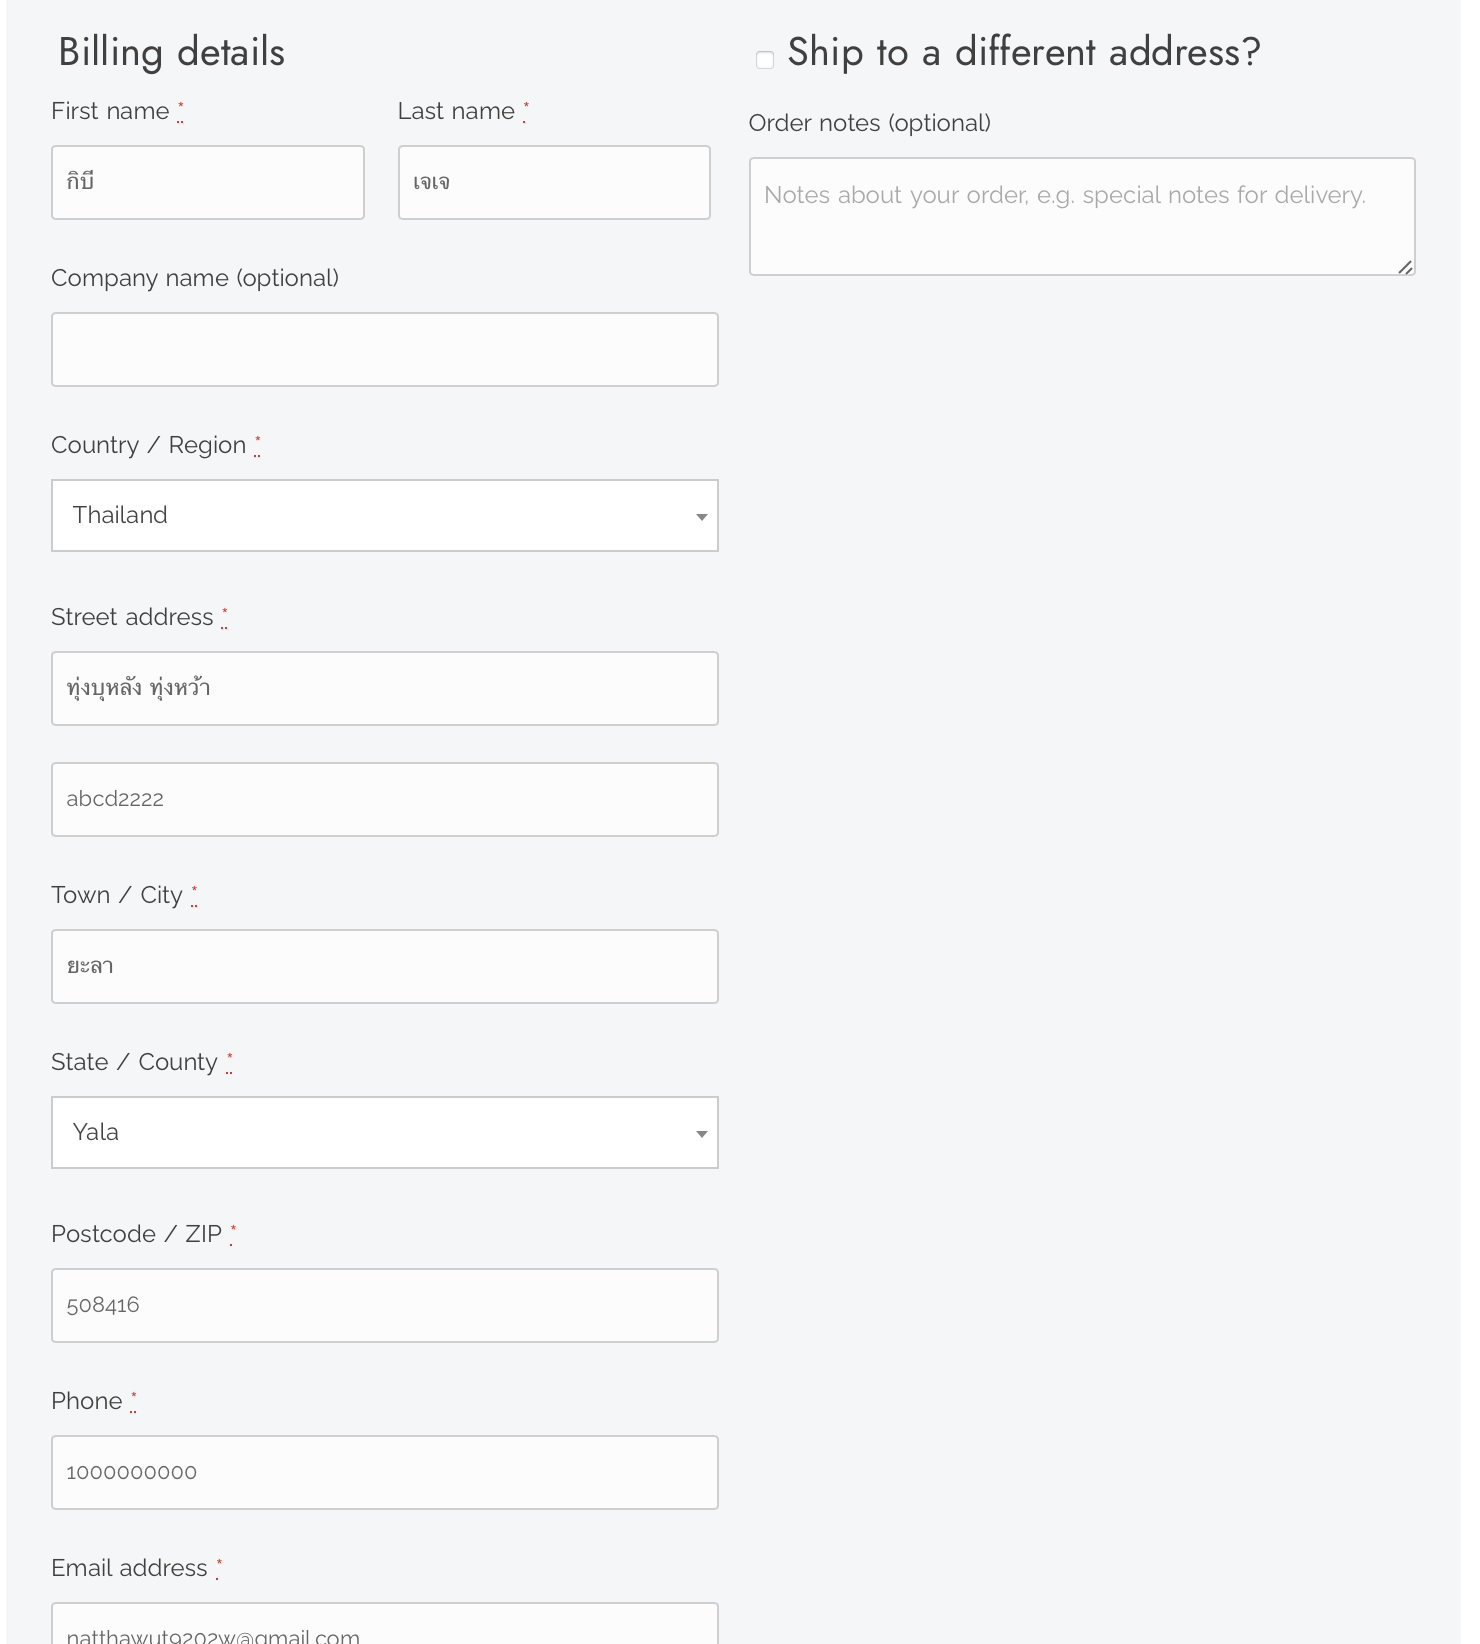 Billing details
First name *
Last name *
กิบี
เจเจ
Company name (optional)
Country / Region *
Thailand
Street address *
ทุ่งบุหลัง ทุ่งหว้า
abcd2222
Town / City *
ยะลา
State / County *
Yala
Postcode / ZIP *
508416
Phone *
1000000000
Email address *
natthawut9202w@gmail.com
Ship to a different address?
Order notes (optional)
Notes about your order, e.g. special notes for delivery.